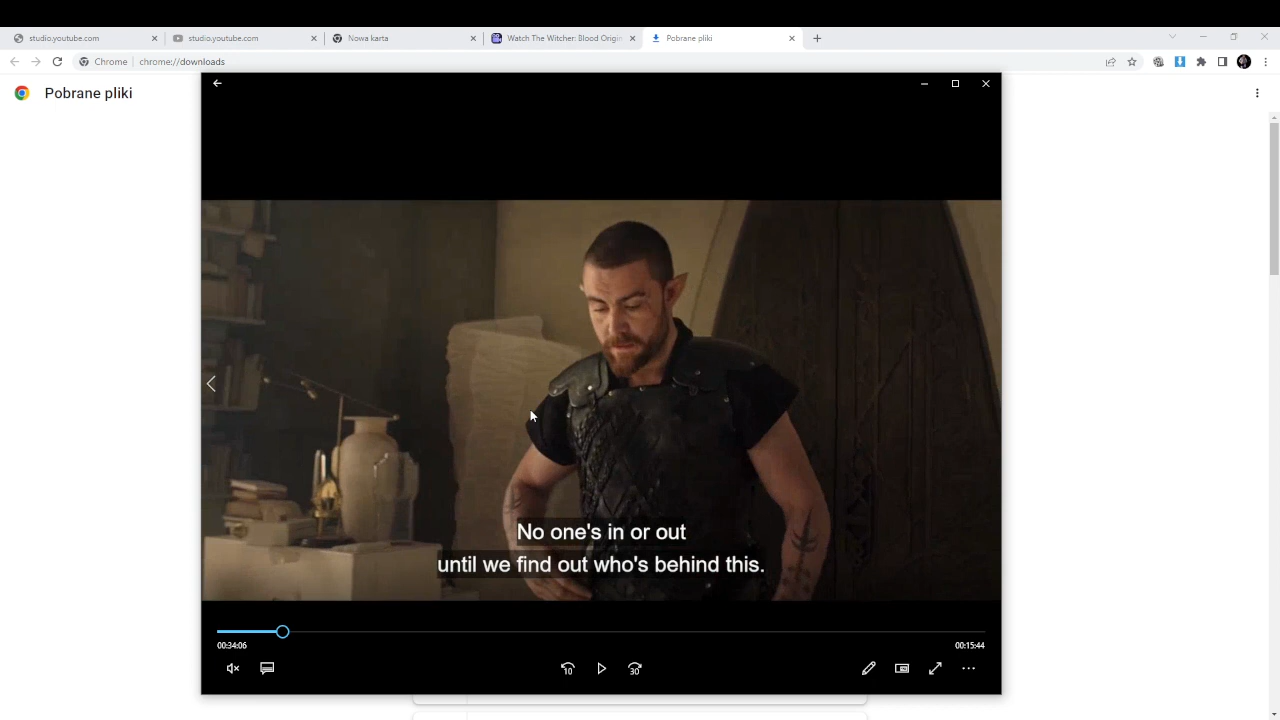 studio.youtube.com
studio.youtube.com
Nowa karta
Watch The Witcher: Blood Origin
Pobrane pliki
Chrome
chrome://downloads
Pobrane pliki
No one's in or out
until we find out who's behind this.
00:34:06
00:15:44
10
30